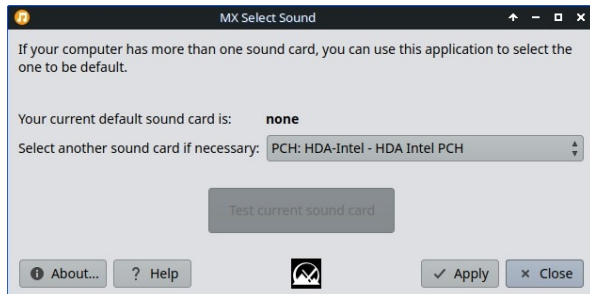 MX Select Sound
If your computer has more than one sound card, you can use this application to select the
one to be default.
Your current default sound card is: none
Select another sound card if necessary: PCH: HDA-Intel - HDA Intel PCH
Test current sound card
About... ? Help Apply × Close